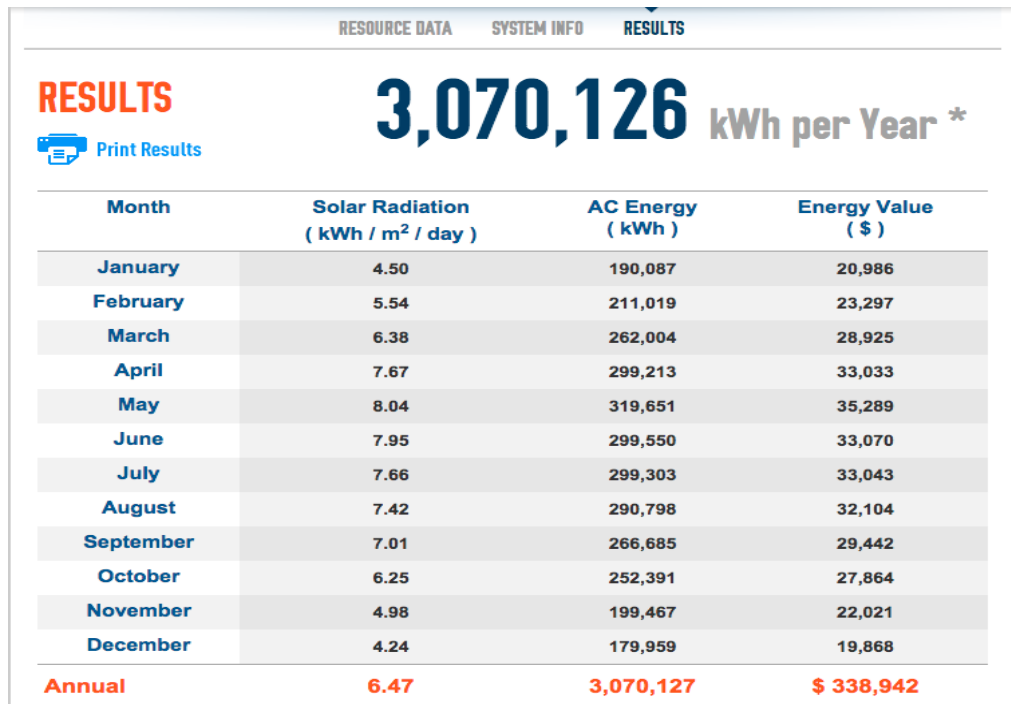 RESOURCE DATA SYSTEM INFO RESULTS
RESULTS
3,070,126 kWh per Year *
Print Results
Month Solar Radiation AC Energy Energy Value
( kWh / m² / day ) ( kWh ) ( $ )
January 4.50 190,087 20,986
February 5.54 211,019 23,297
March 6.38 262,004 28,925
April 7.67 299,213 33,033
May 8.04 319,651 35,289
June 7.95 299,550 33,070
July 7.66 299,303 33,043
August 7.42 290,798 32,104
September 7.01 266,685 29,442
October 6.25 252,391 27,864
November 4.98 199,467 22,021
December 4.24 179,959 19,868
Annual 6.47 3,070,127 $ 338,942